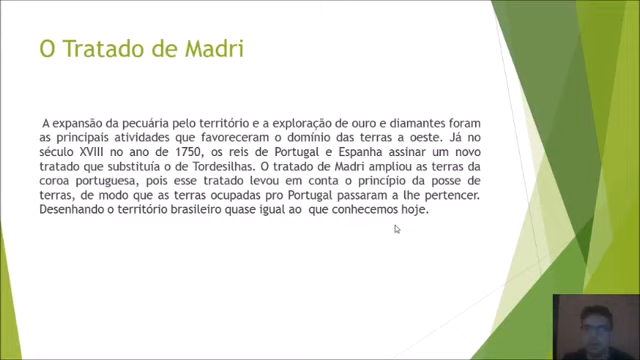 O Tratado de Madri
A expansão da pecuária pelo território e a exploração de ouro e diamantes foram
as principais atividades que favoreceram o domínio das terras a oeste. Já no
século XVIII no ano de 1750, os reis de Portugal e Espanha assinar um novo
tratado que substituía o de Tordesilhas. O tratado de Madri ampliou as terras da
coroa portuguesa, pois esse tratado levou em conta o princípio da posse de
terras, de modo que as terras ocupadas pro Portugal passaram a lhe pertencer.
Desenhando o território brasileiro quase igual ao que conhecemos hoje.